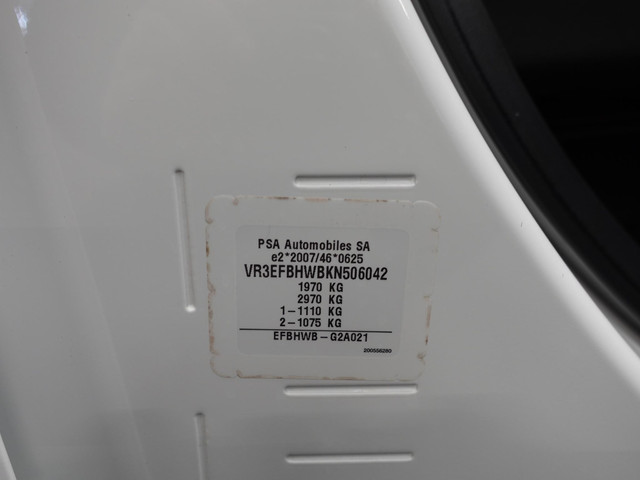 PSA Automobiles SA
e2*2007/46*0625
VR3EFBHWBKN506042
1970 KG
2970 KG
1-1110 KG
2-1075 KG
EFBHWB-G2A021